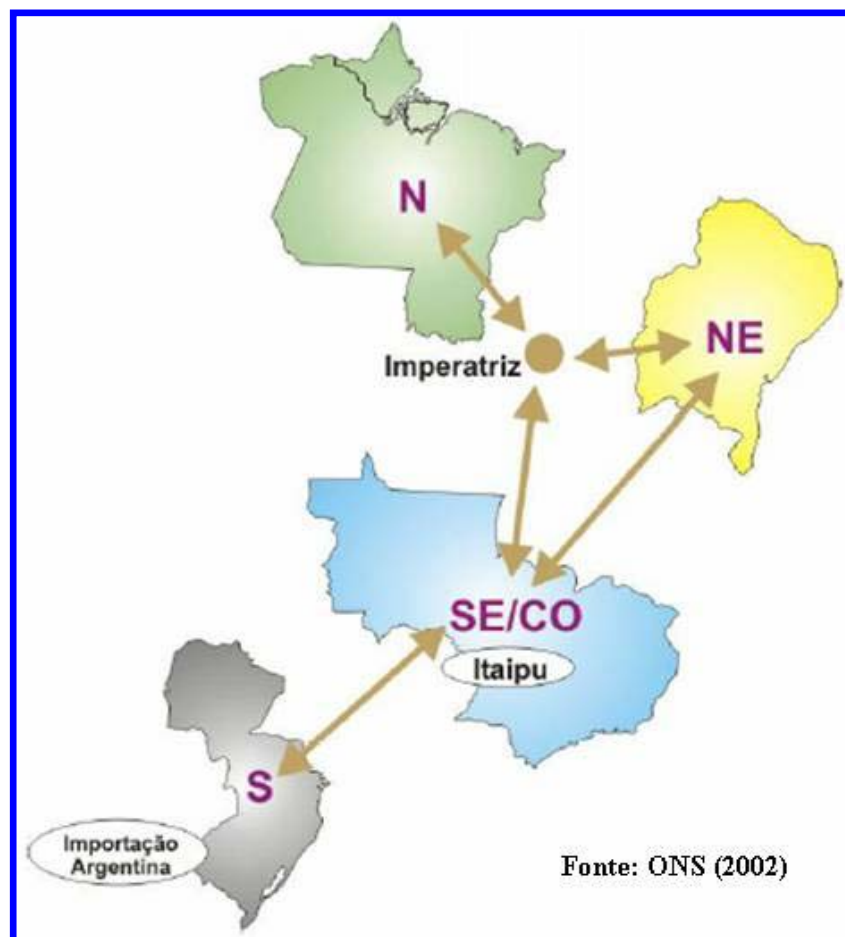 N
NE
Imperatriz
SE/CO
Itaipu
S
Importação
Argentina
Fonte: ONS (2002)